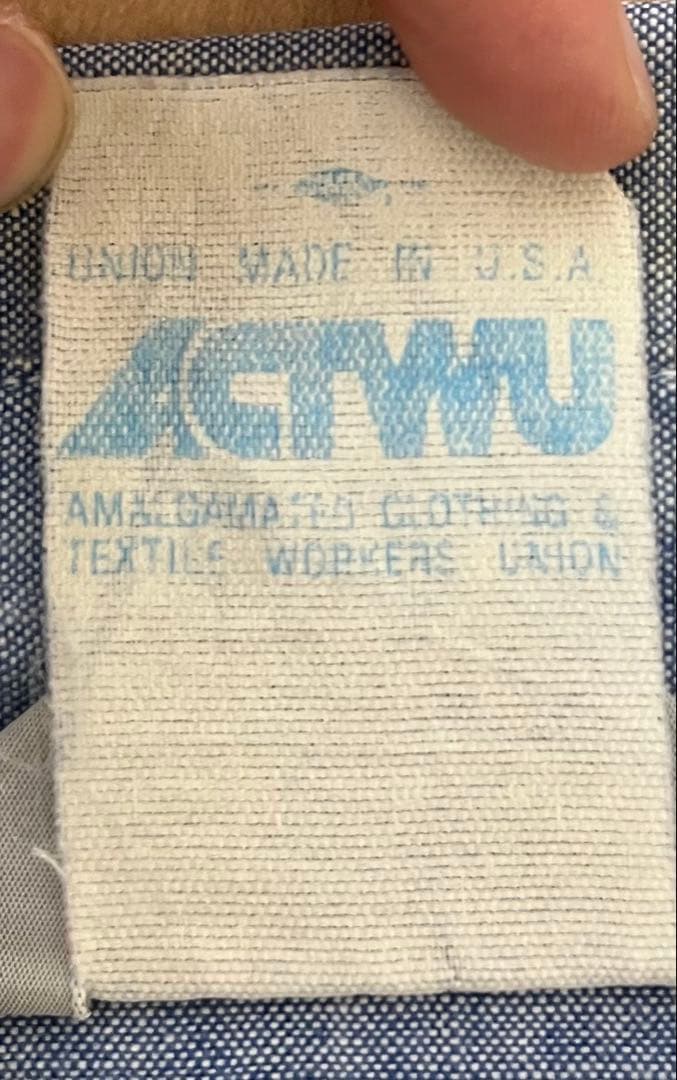 UNION MADE IN U.S.A.
ACTWU
AMALGAMATED CLOTHING &
TEXTILE WORKERS UNION